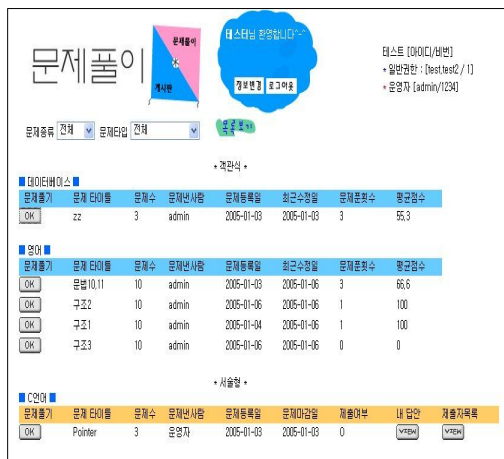 문제풀이
문제풀이
게시판
테스터님 환영합니다^-^
정보변경 로그아웃
테스트 [아이디/비번]
* 일반권한 : [test,test2 / 1]
* 운영자 [admin/1234]
문제종류 전체 문제타입 전체 목록보기
* 객관식 *
■ 데이터베이스 ■
문제풀기 문제 타이틀 문제수 문제낸사람 문제등록일 최근수정일 문제푼횟수 평균점수
OK zz 3 admin 2005-01-03 2005-01-03 3 55,3
■ 영어 ■
문제풀기 문제 타이틀 문제수 문제낸사람 문제등록일 최근수정일 문제푼횟수 평균점수
OK 문법10,11 10 admin 2005-01-03 2005-01-06 3 66,6
OK 구조2 10 admin 2005-01-06 2005-01-06 1 100
OK 구조1 10 admin 2005-01-04 2005-01-06 1 100
OK 구조3 10 admin 2005-01-06 2005-01-06 0 0
* 서술형 *
■ C언어 ■
문제풀기 문제 타이틀 문제수 문제낸사람 문제등록일 문제마감일 제출여부 내 답안 제출자목록
OK Pointer 3 운영자 2005-01-03 2005-01-03 O VIEW VIEW